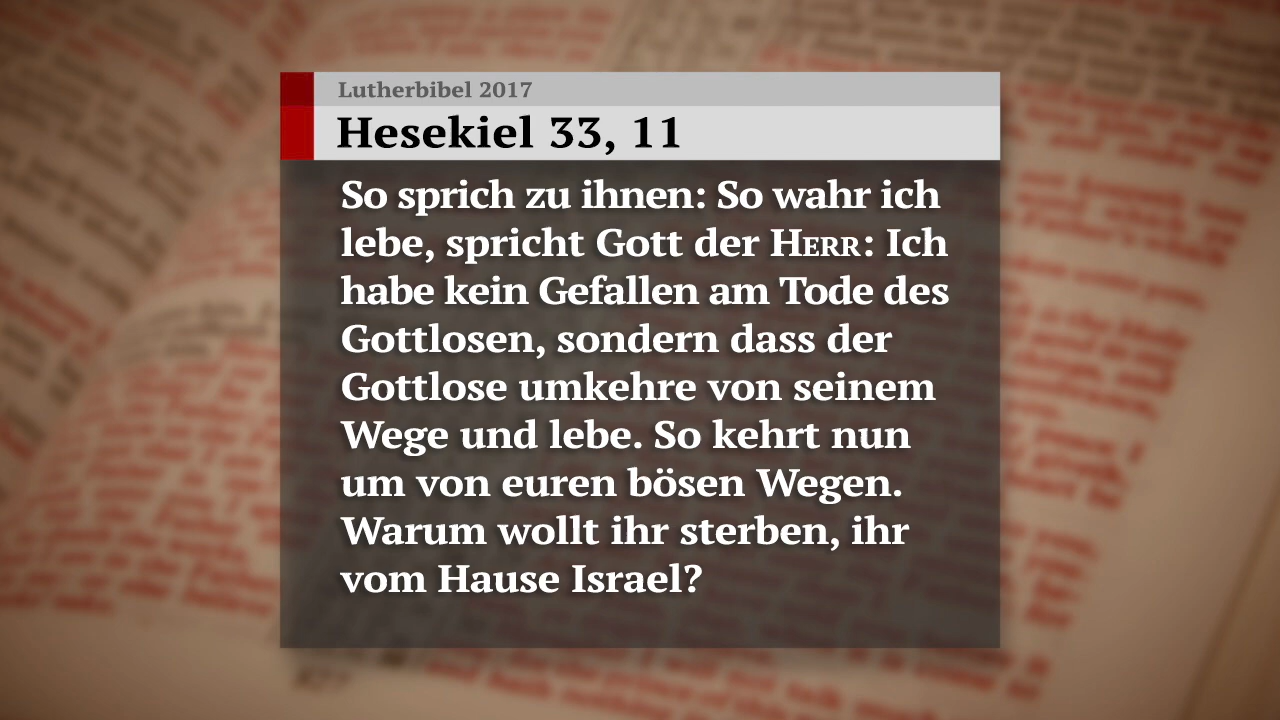 Lutherbibel 2017
Hesekiel 33, 11
So sprich zu ihnen: So wahr ich
lebe, spricht Gott der HERR: Ich
habe kein Gefallen am Tode des
Gottlosen, sondern dass der
Gottlose umkehre von seinem
Wege und lebe. So kehrt nun
um von euren bösen Wegen.
Warum wollt ihr sterben, ihr
vom Hause Israel?